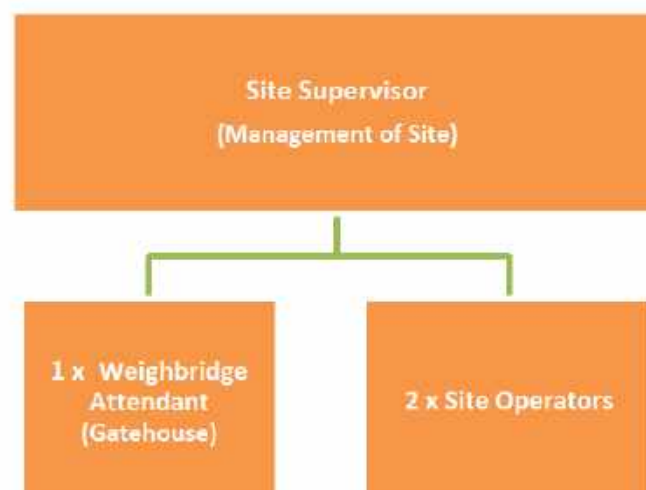 Site Supervisor
(Management of Site)
1 x Weighbridge
Attendant
(Gatehouse)
2 x Site Operators